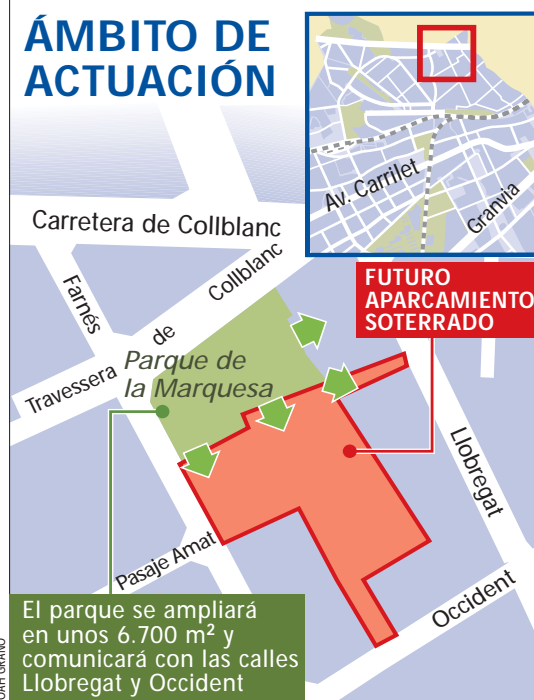 ÁMBITO DE
ACTUACIÓN
Av. Carrilet
Granvia
Carretera de Collblanc
Farnés
Travessera de Collblanc
Parque de
la Marquesa
FUTURO
APARCAMIENTO
SOTERRADO
Llobregat
Pasaje Amat
Occident
El parque se ampliará
en unos 6.700 m² y
comunicará con las calles
Llobregat y Occident